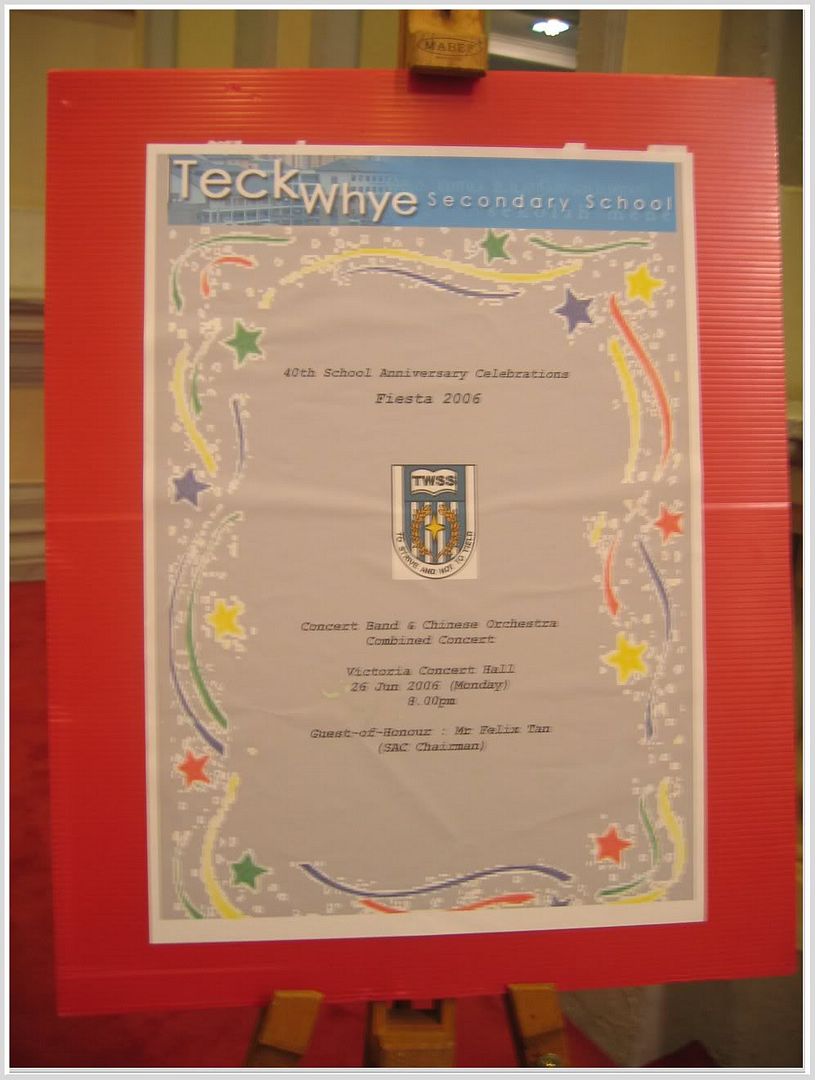 MABEF
Teck Whye Secondary School
40th School Anniversary Celebrations
Fiesta 2006
TWSS
TO STRIVE AND NOT TO YIELD
Concert Band & Chinese Orchestra
Combined Concert
Victoria Concert Hall
26 Jun 2006 (Monday)
8.00pm
Guest-of-Honour : Mr Felix Tan
(SAC Chairman)